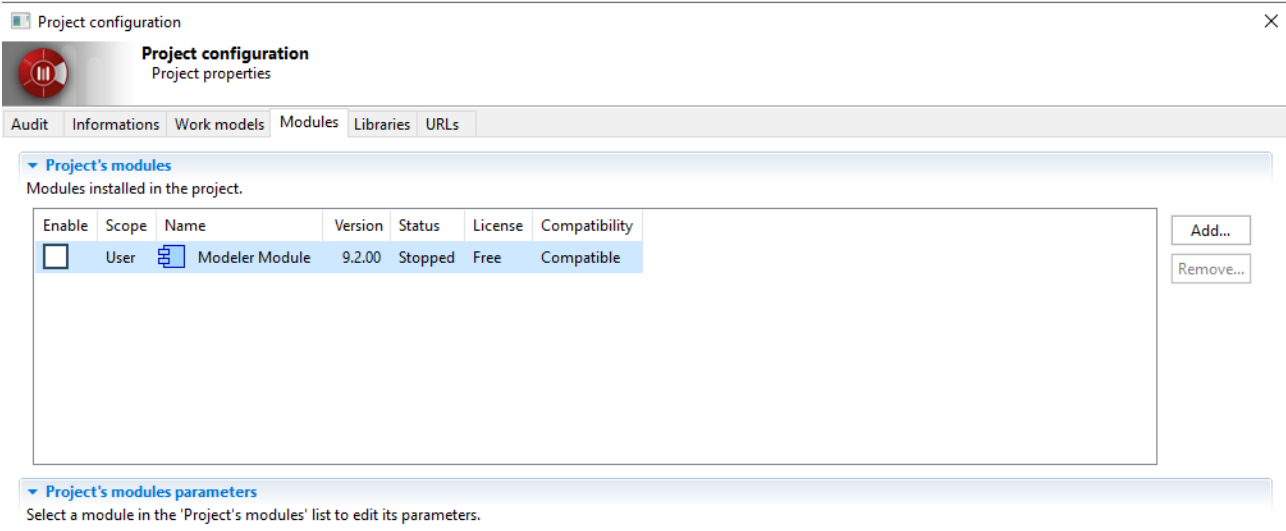 Project configuration
Project configuration
Project properties
Audit Informations Work models Modules Libraries URLs
Project's modules
Modules installed in the project.
Enable Scope Name Version Status License Compatibility
User Modeler Module 9.2.00 Stopped Free Compatible
Add...
Remove...
Project's modules parameters
Select a module in the 'Project's modules' list to edit its parameters.